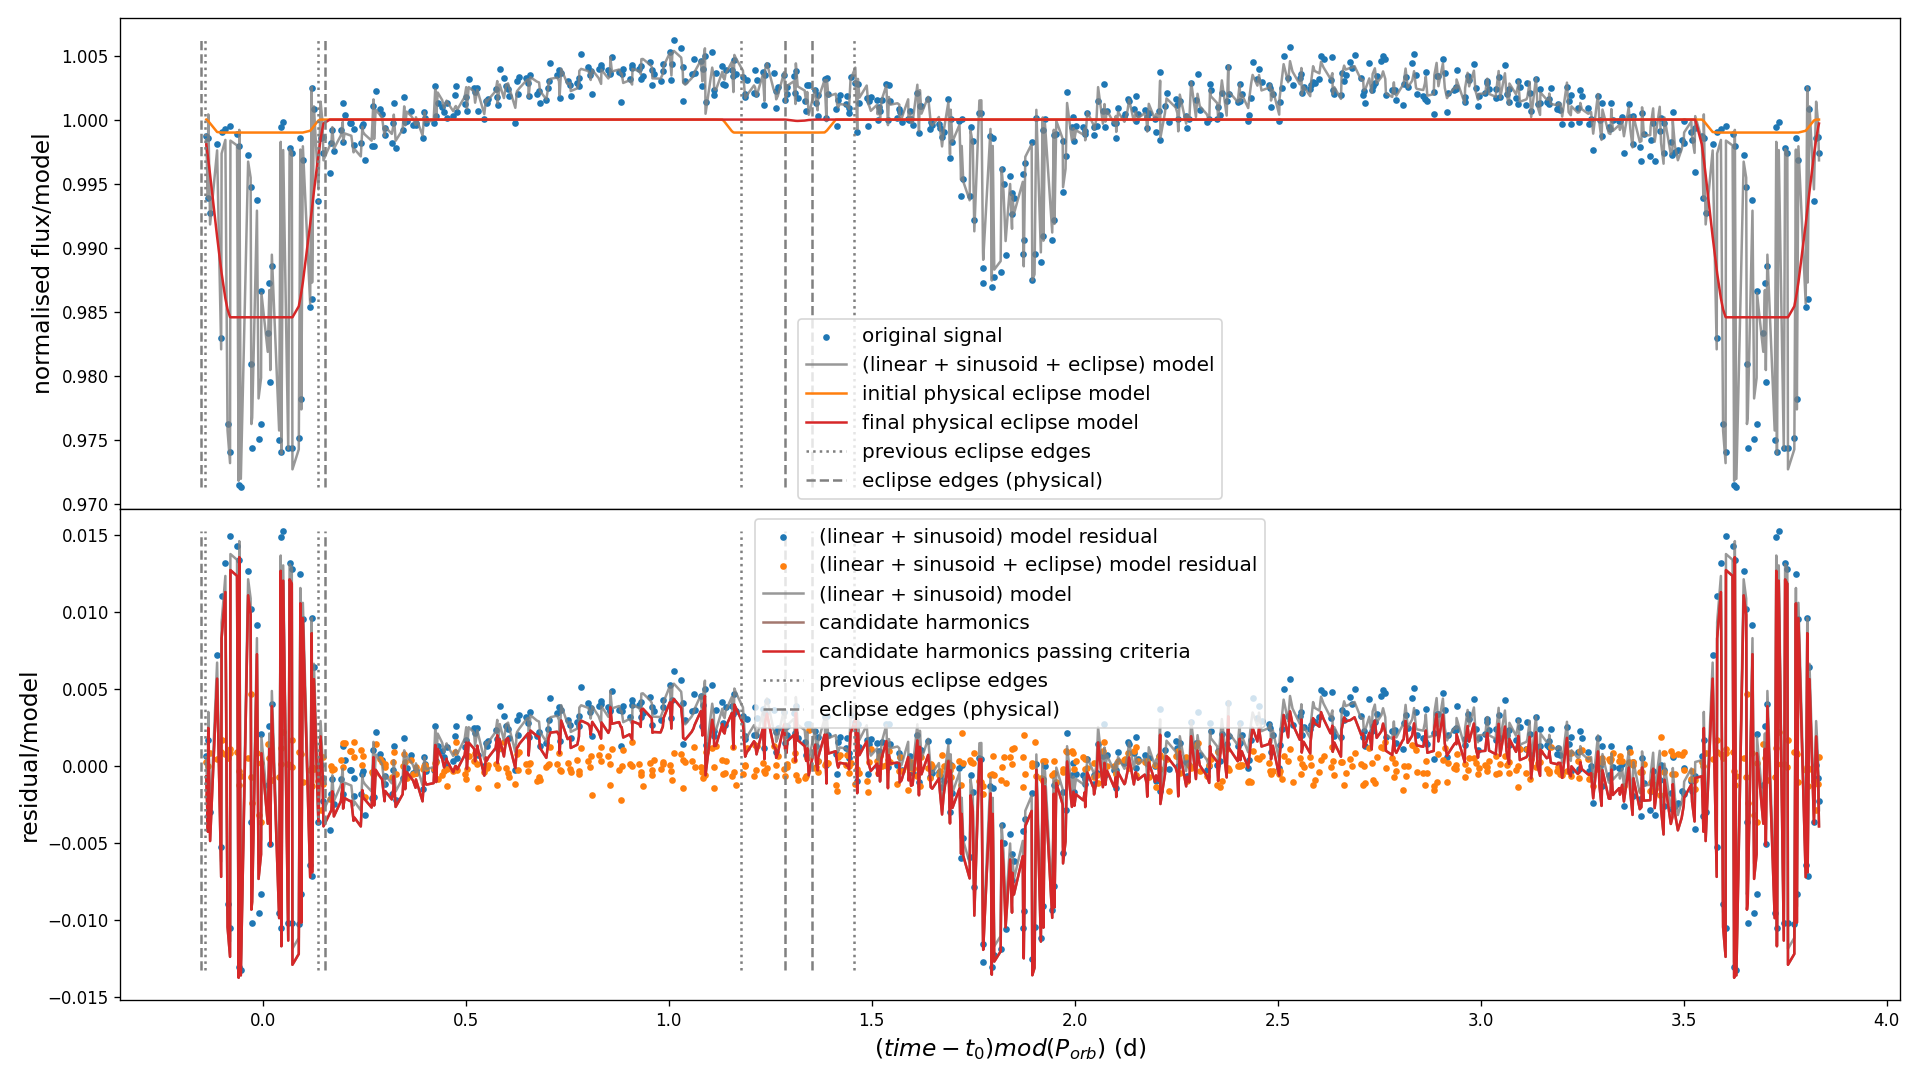 normalised flux/model
1.005
1.000
0.995
0.990
0.985
0.980
0.975
0.970
original signal
(linear + sinusoid + eclipse) model
initial physical eclipse model
final physical eclipse model
previous eclipse edges
eclipse edges (physical)
residual/model
0.015
0.010
0.005
0.000
−0.005
−0.010
−0.015
(linear + sinusoid) model residual
(linear + sinusoid + eclipse) model residual
(linear + sinusoid) model
candidate harmonics
candidate harmonics passing criteria
previous eclipse edges
eclipse edges (physical)
0.0 0.5 1.0 1.5 2.0 2.5 3.0 3.5 4.0
(time − t₀)mod(P_orb) (d)